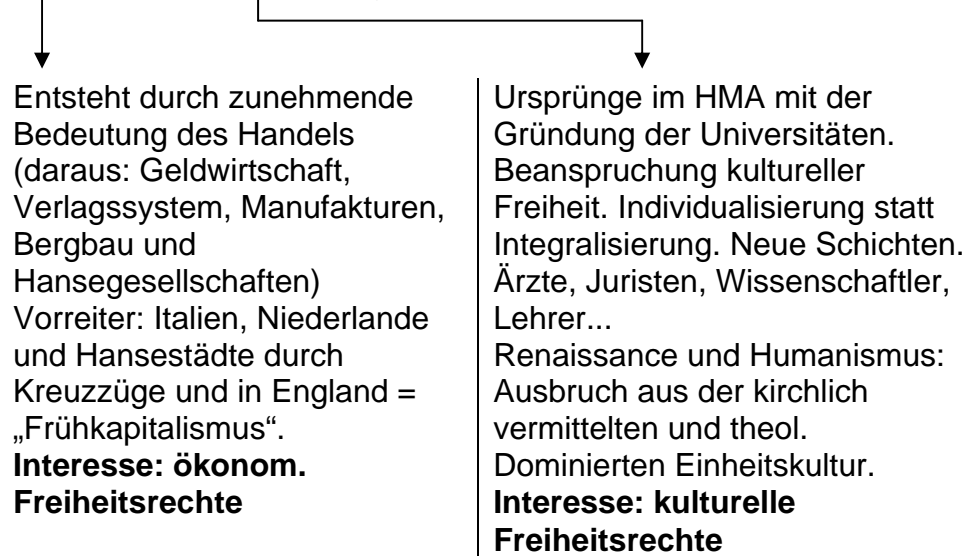 Entsteht durch zunehmende
Bedeutung des Handels
(daraus: Geldwirtschaft,
Verlagssystem, Manufakturen,
Bergbau und
Hansegesellschaften)
Vorreiter: Italien, Niederlande
und Hansestädte durch
Kreuzzüge und in England =
„Frühkapitalismus“.
Interesse: ökonom.
Freiheitsrechte
Ursprünge im HMA mit der
Gründung der Universitäten.
Beanspruchung kultureller
Freiheit. Individualisierung statt
Integralisierung. Neue Schichten.
Ärzte, Juristen, Wissenschaftler,
Lehrer...
Renaissance und Humanismus:
Ausbruch aus der kirchlich
vermittelten und theol.
Dominierten Einheitskultur.
Interesse: kulturelle
Freiheitsrechte